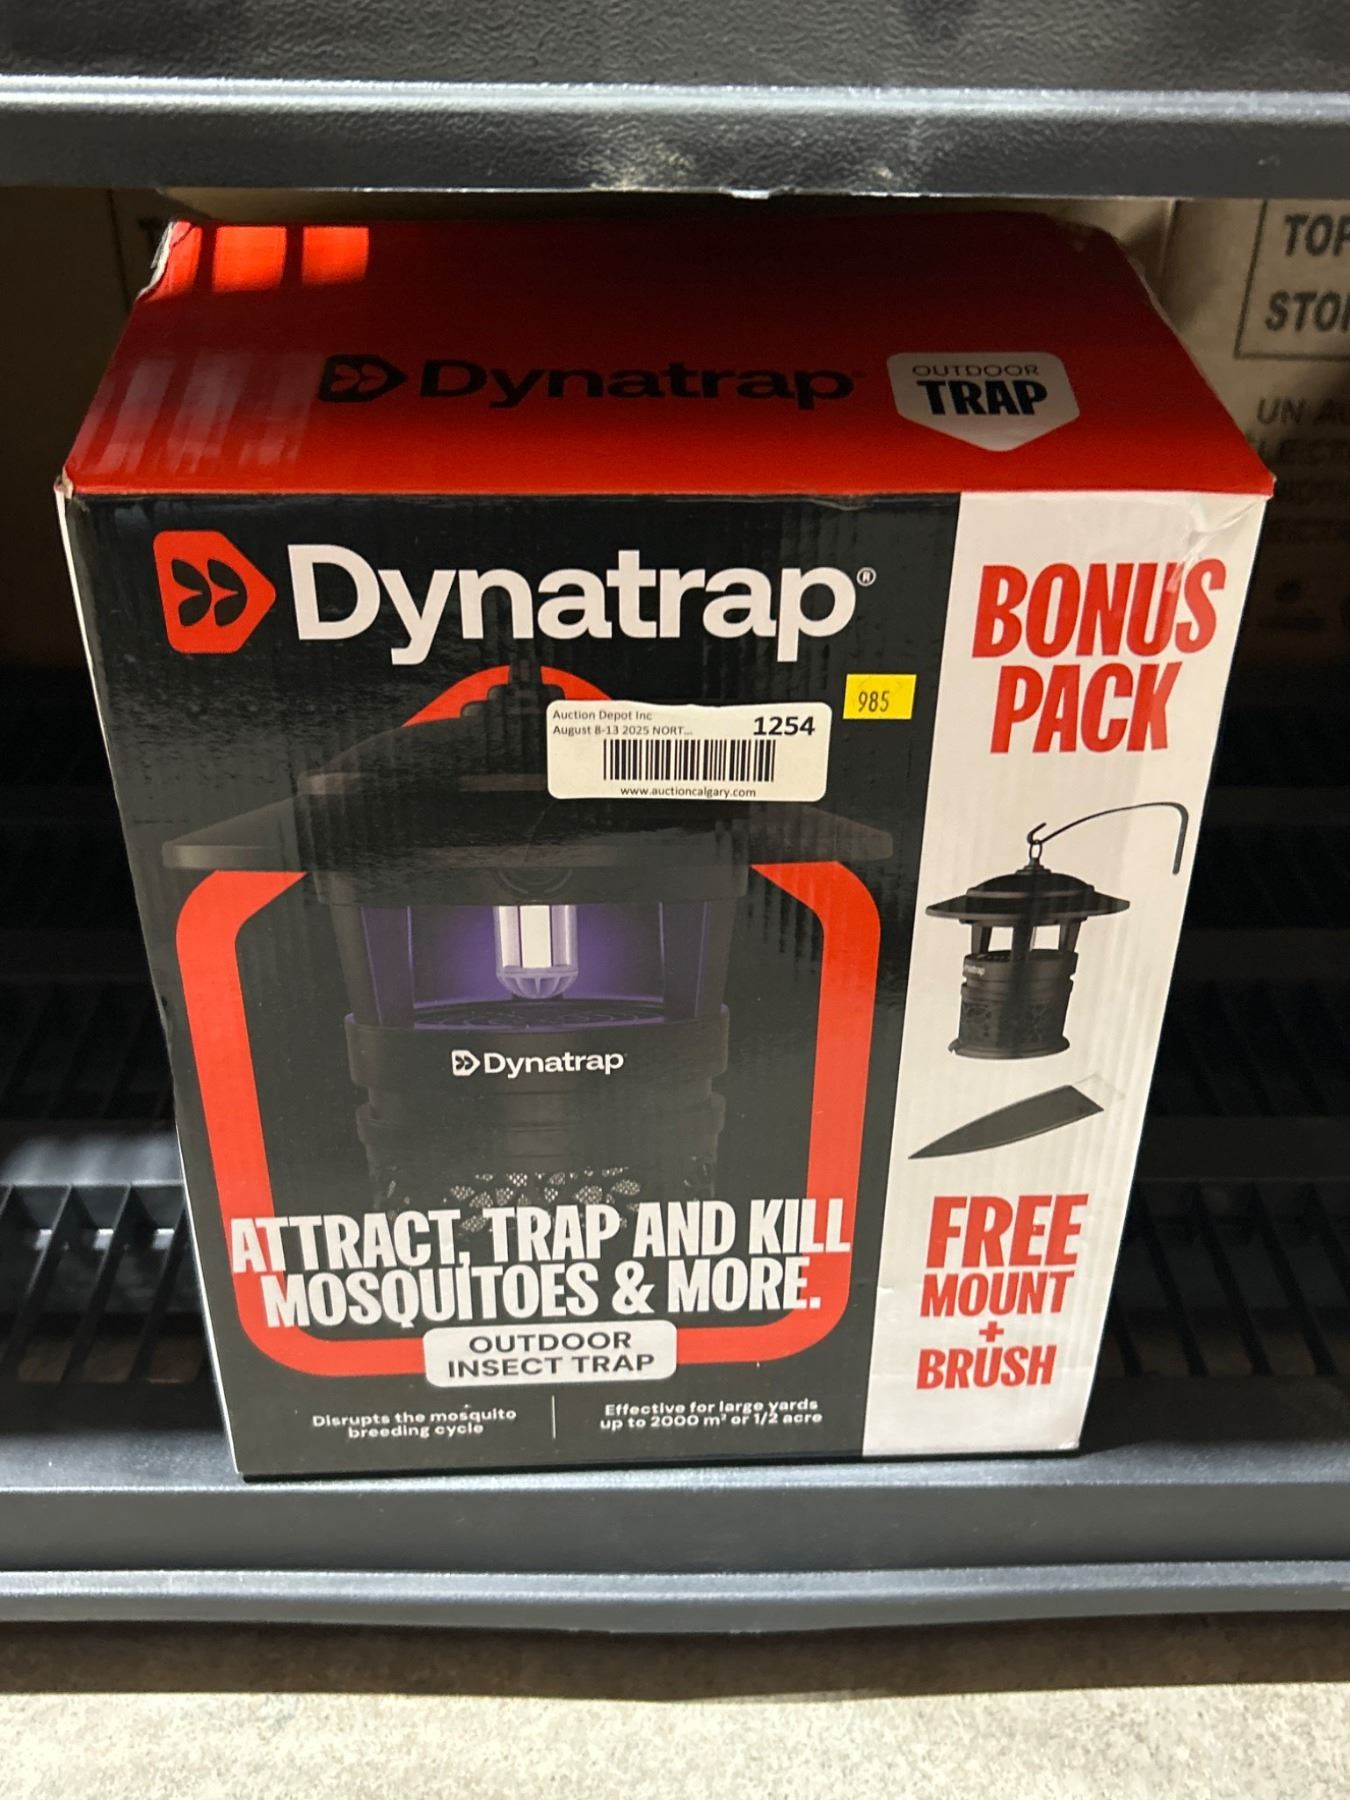 Dynatrap
OUTDOOR
TRAP
TOP
STO
UN
Dynatrap®
BONUS
PACK
985
Auction Depot Inc
August 8-13 2025 NORT...
1254
www.auctioncalgary.com
Dynatrap
Dynatrap
ATTRACT, TRAP AND KILL
MOSQUITOES & MORE.
OUTDOOR
INSECT TRAP
Disrupts the mosquito
breeding cycle
Effective for large yards
up to 2000 m² or 1/2 acre
FREE
MOUNT
+
BRUSH